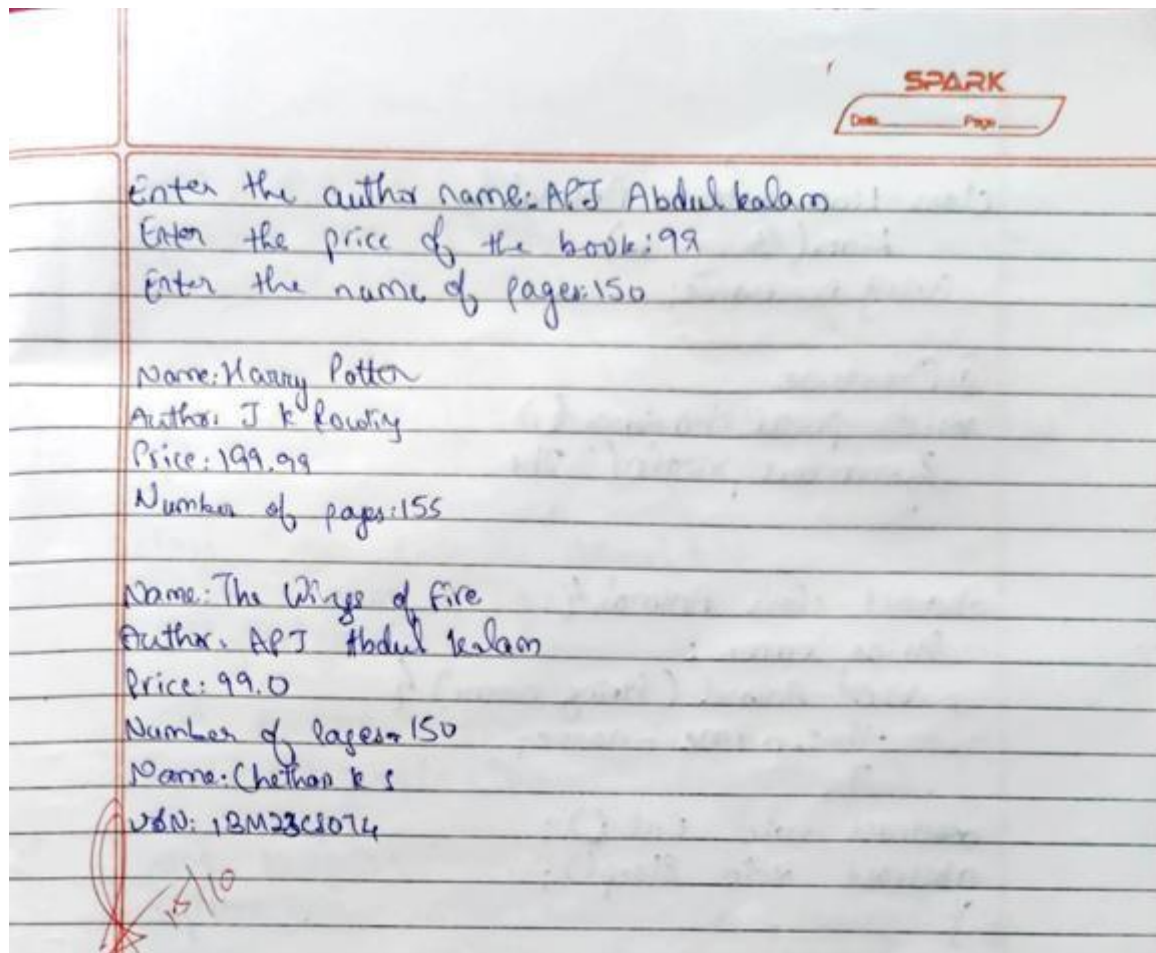 SPARK
Date Page
Enter the author name: APJ Abdul kalam
Enter the price of the book: 99
Enter the name of pages: 150
Name: Harry Potter
Author: J K Rowling
Price: 199.99
Number of pages: 155
Name: The Wings of fire
Author: APJ Abdul kalam
Price: 99.0
Number of Pages: 150
Name: Chethan K S
USN: 1BM23CS074
15/10